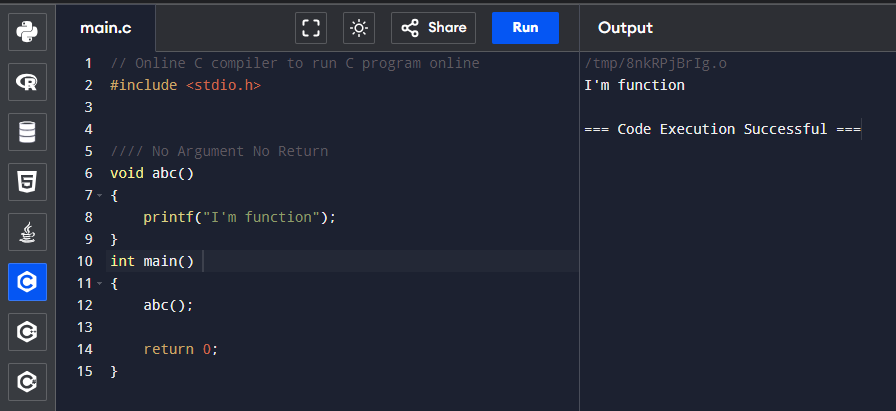 main.c
Share
Run
Output
1 // Online C compiler to run C program online
2 #include <stdio.h>
3
4
5 //// No Argument No Return
6 void abc()
7 {
8     printf("I'm function");
9 }
10 int main()
11 {
12     abc();
13
14     return 0;
15 }
/tmp/8nkRPjBrIg.o
I'm function
=== Code Execution Successful ===